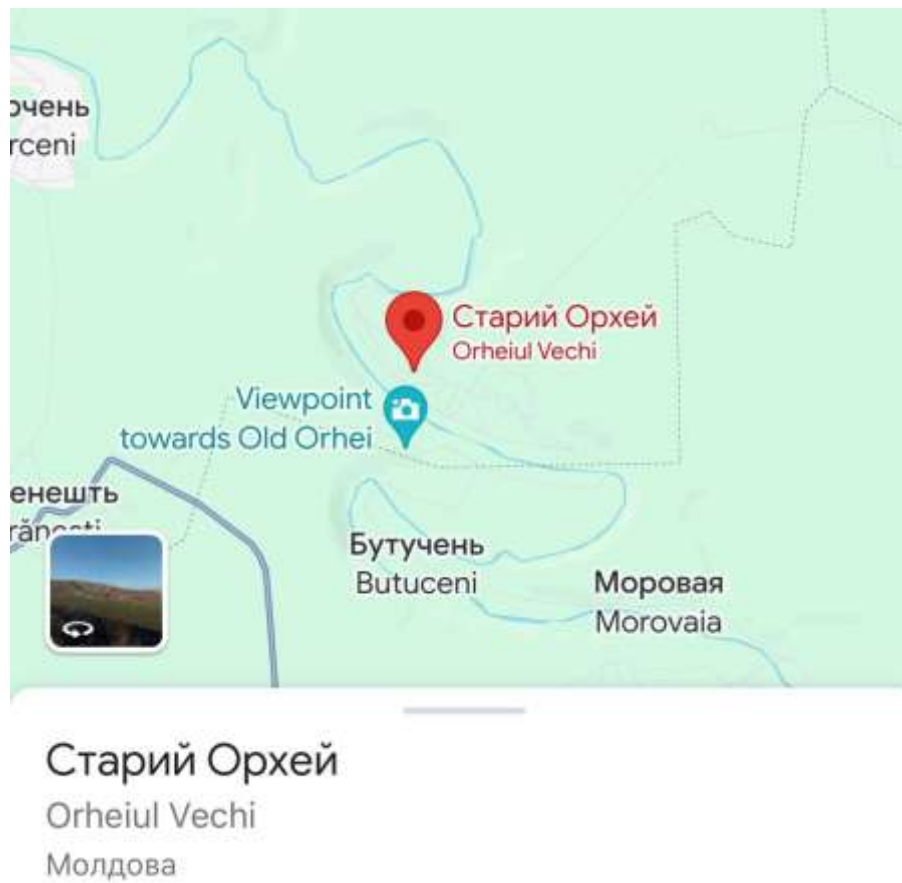 очень
rceni
Старий Орхей
Orheiul Vechi
Viewpoint
towards Old Orhei
енешть
Бутучень
Butuceni
Моровая
Morovaia
Старий Орхей
Orheiul Vechi
Молдова